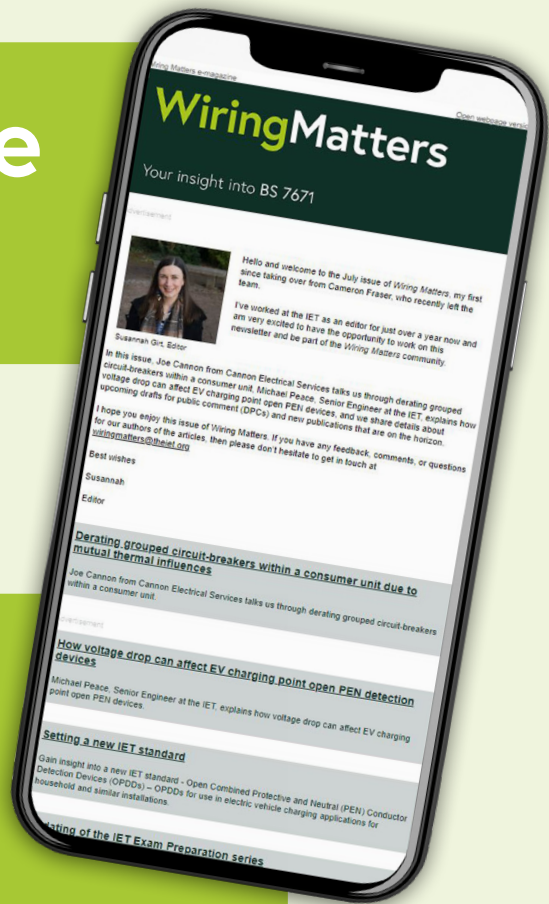 e
Wiring Matters e-magazine
Open webpage version
WiringMatters
Your insight into BS 7671
advertisement
Hello and welcome to the July issue of Wiring Matters, my first
since taking over from Cameron Fraser, who recently left the
team.
I've worked at the IET as an editor for just over a year now and
am very excited to have the opportunity to work on this
newsletter and be part of the Wiring Matters community.
Susannah Girt, Editor
In this issue, Joe Cannon from Cannon Electrical Services talks us through derating grouped
circuit-breakers within a consumer unit, Michael Peace, Senior Engineer at the IET, explains how
voltage drop can affect EV charging point open PEN devices, and we share details about
upcoming drafts for public comment (DPCs) and new publications that are on the horizon.
I hope you enjoy this issue of Wiring Matters. If you have any feedback, comments, or questions
for our authors of the articles, then please don't hesitate to get in touch at
wiringmatters@theiet.org
Best wishes
Susannah
Editor
Derating grouped circuit-breakers within a consumer unit due to
mutual thermal influences
Joe Cannon from Cannon Electrical Services talks us through derating grouped circuit-breakers
within a consumer unit.
advertisement
How voltage drop can affect EV charging point open PEN detection
devices
Michael Peace, Senior Engineer at the IET, explains how voltage drop can affect EV charging
point open PEN devices.
Setting a new IET standard
Gain insight into a new IET standard - Open Combined Protective and Neutral (PEN) Conductor
Detection Devices (OPDDs) – OPDDs for use in electric vehicle charging applications for
household and similar installations.
dating of the IET Exam Preparation series